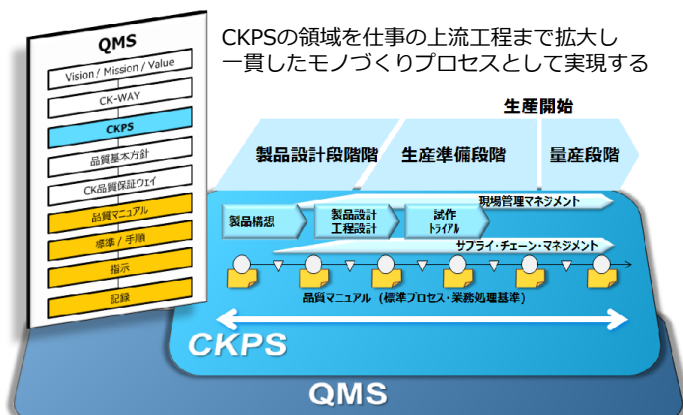 QMS
Vision / Mission / Value
CK-WAY
CKPS
品質基本方針
CK品質保証ウェイ
品質マニュアル
標準 / 手順
指示
記録
CKPSの領域を仕事の上流工程まで拡大し
一貫したモノづくりプロセスとして実現する
生産開始
製品設計段階階
生産準備段階
量産段階
現場管理マネジメント
製品構想
製品設計
工程設計
試作
トライアル
サプライ・チェーン・マネジメント
品質マニュアル（標準プロセス・業務処理基準）
CKPS
QMS